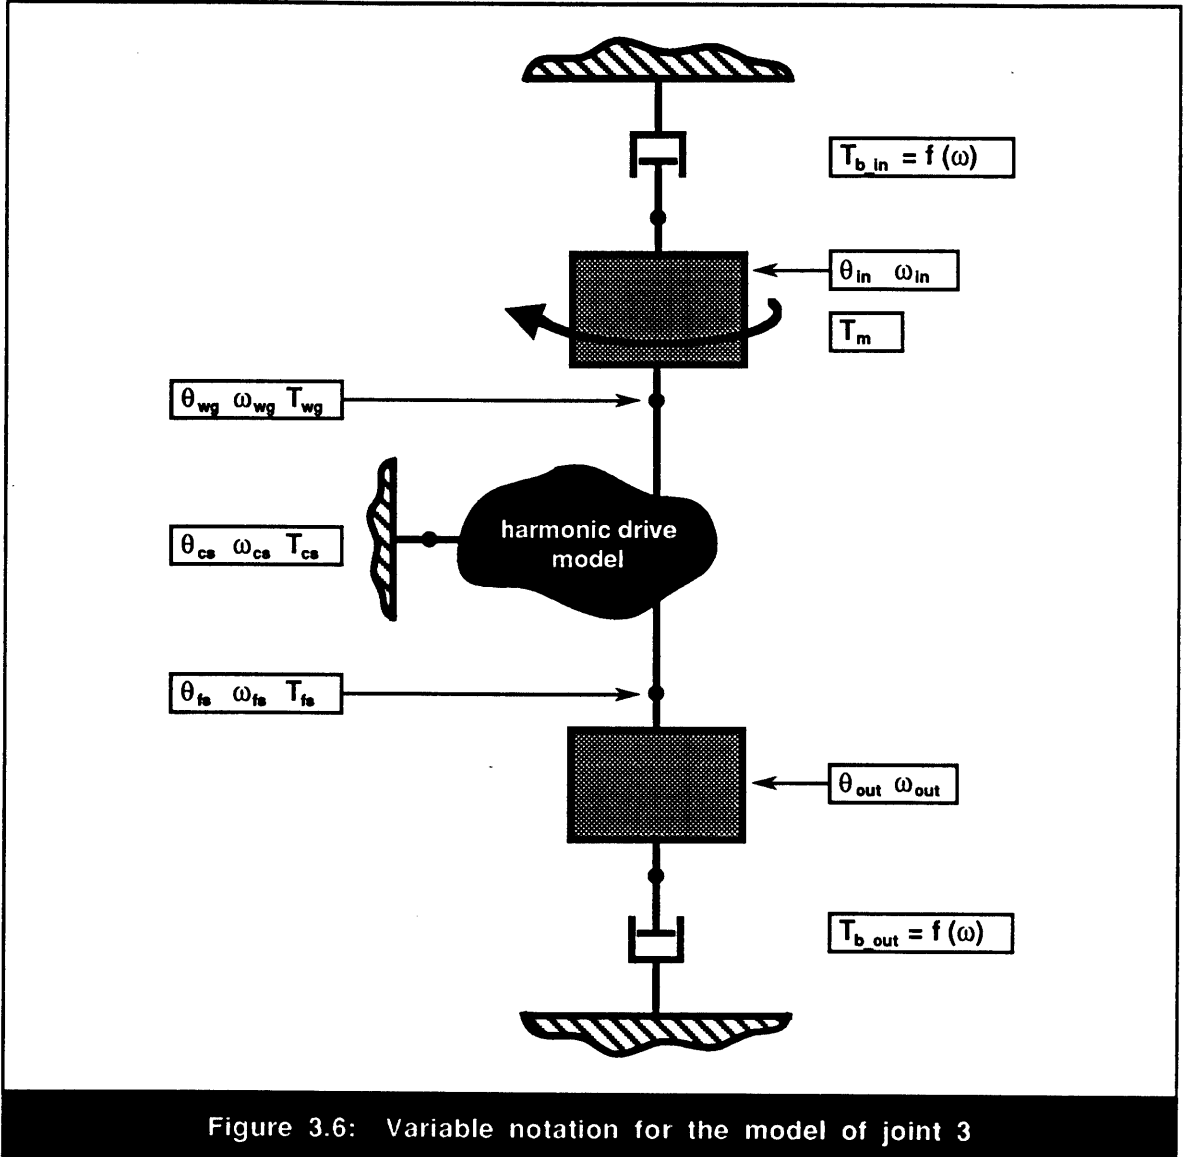 T_b_in = f (ω)
θ_in ω_in
T_m
θ_wg ω_wg T_wg
harmonic drive
model
θ_cs ω_cs T_cs
θ_fs ω_fs T_fs
θ_out ω_out
T_b_out = f (ω)
Figure 3.6: Variable notation for the model of joint 3